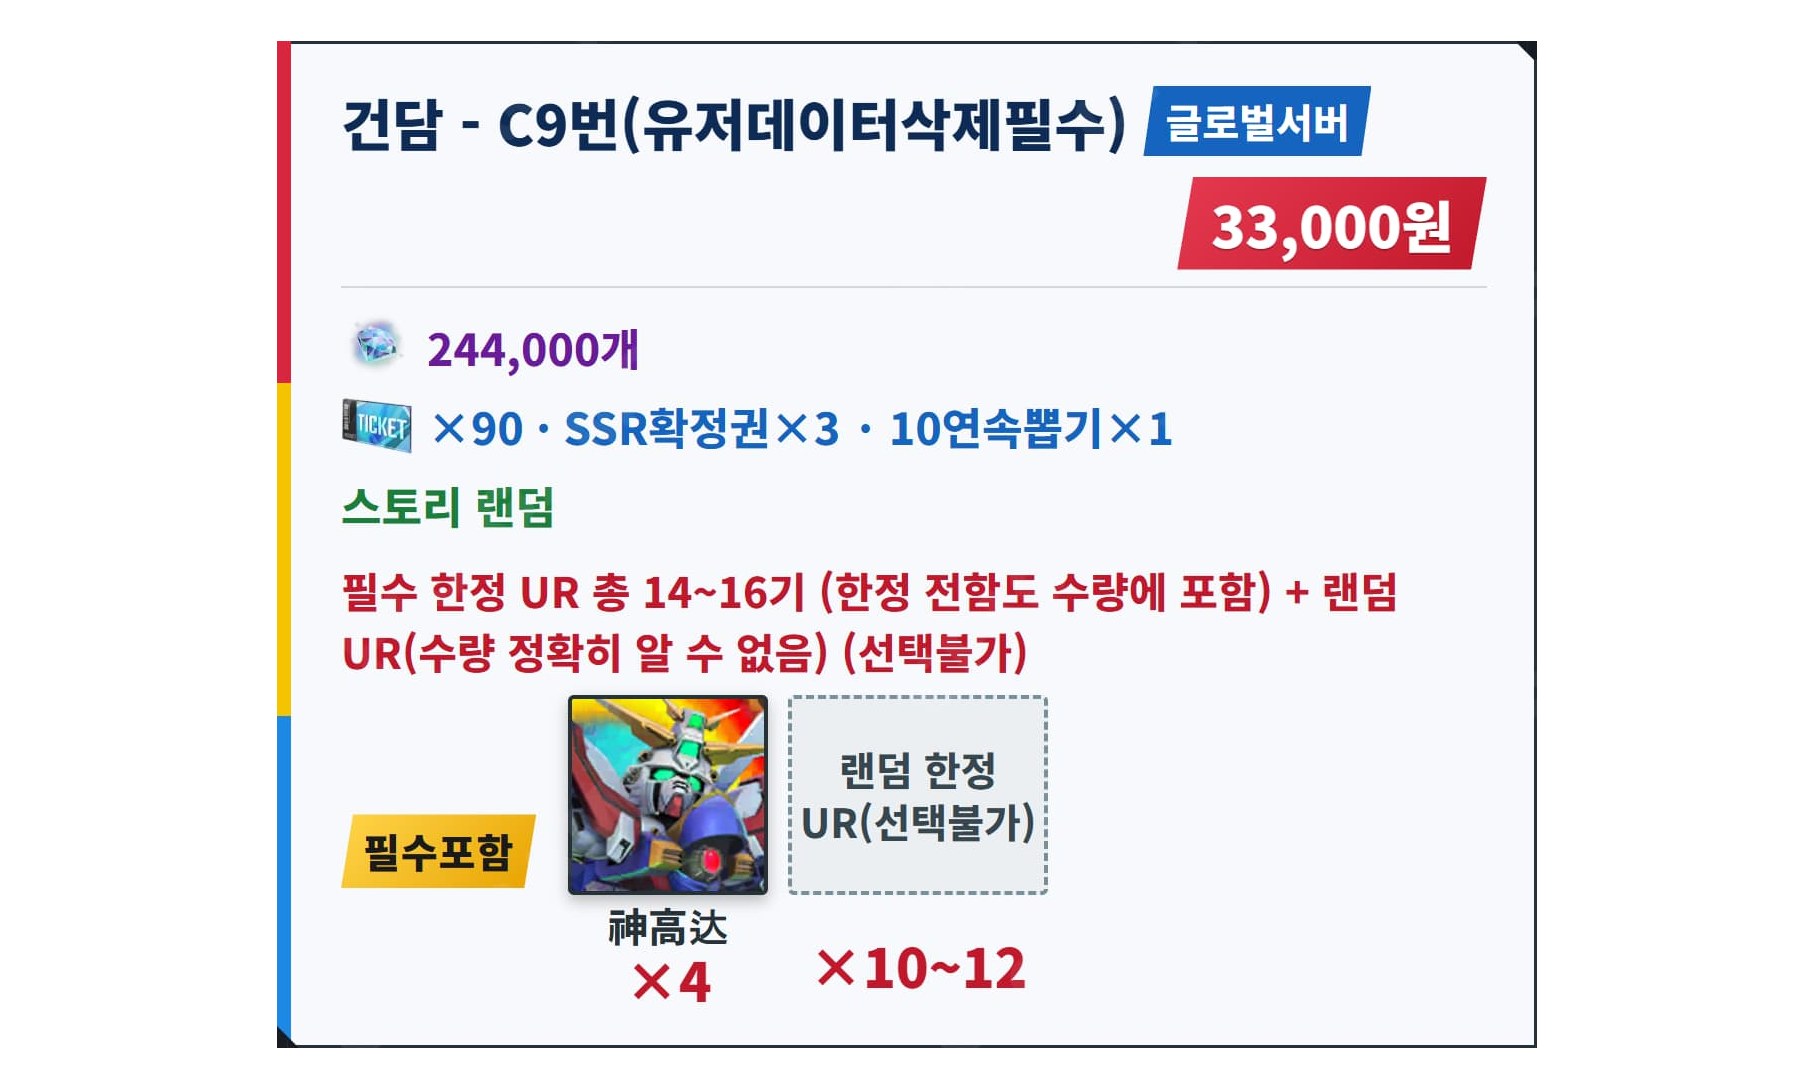 건담 - C9번(유저데이터삭제필수) 글로벌서버
33,000원
244,000개
TICKET ×90 · SSR확정권×3 · 10연속뽑기×1
스토리 랜덤
필수 한정 UR 총 14~16기 (한정 전함도 수량에 포함) + 랜덤
UR(수량 정확히 알 수 없음) (선택불가)
랜덤 한정
UR(선택불가)
필수포함
神高达
×4
×10~12